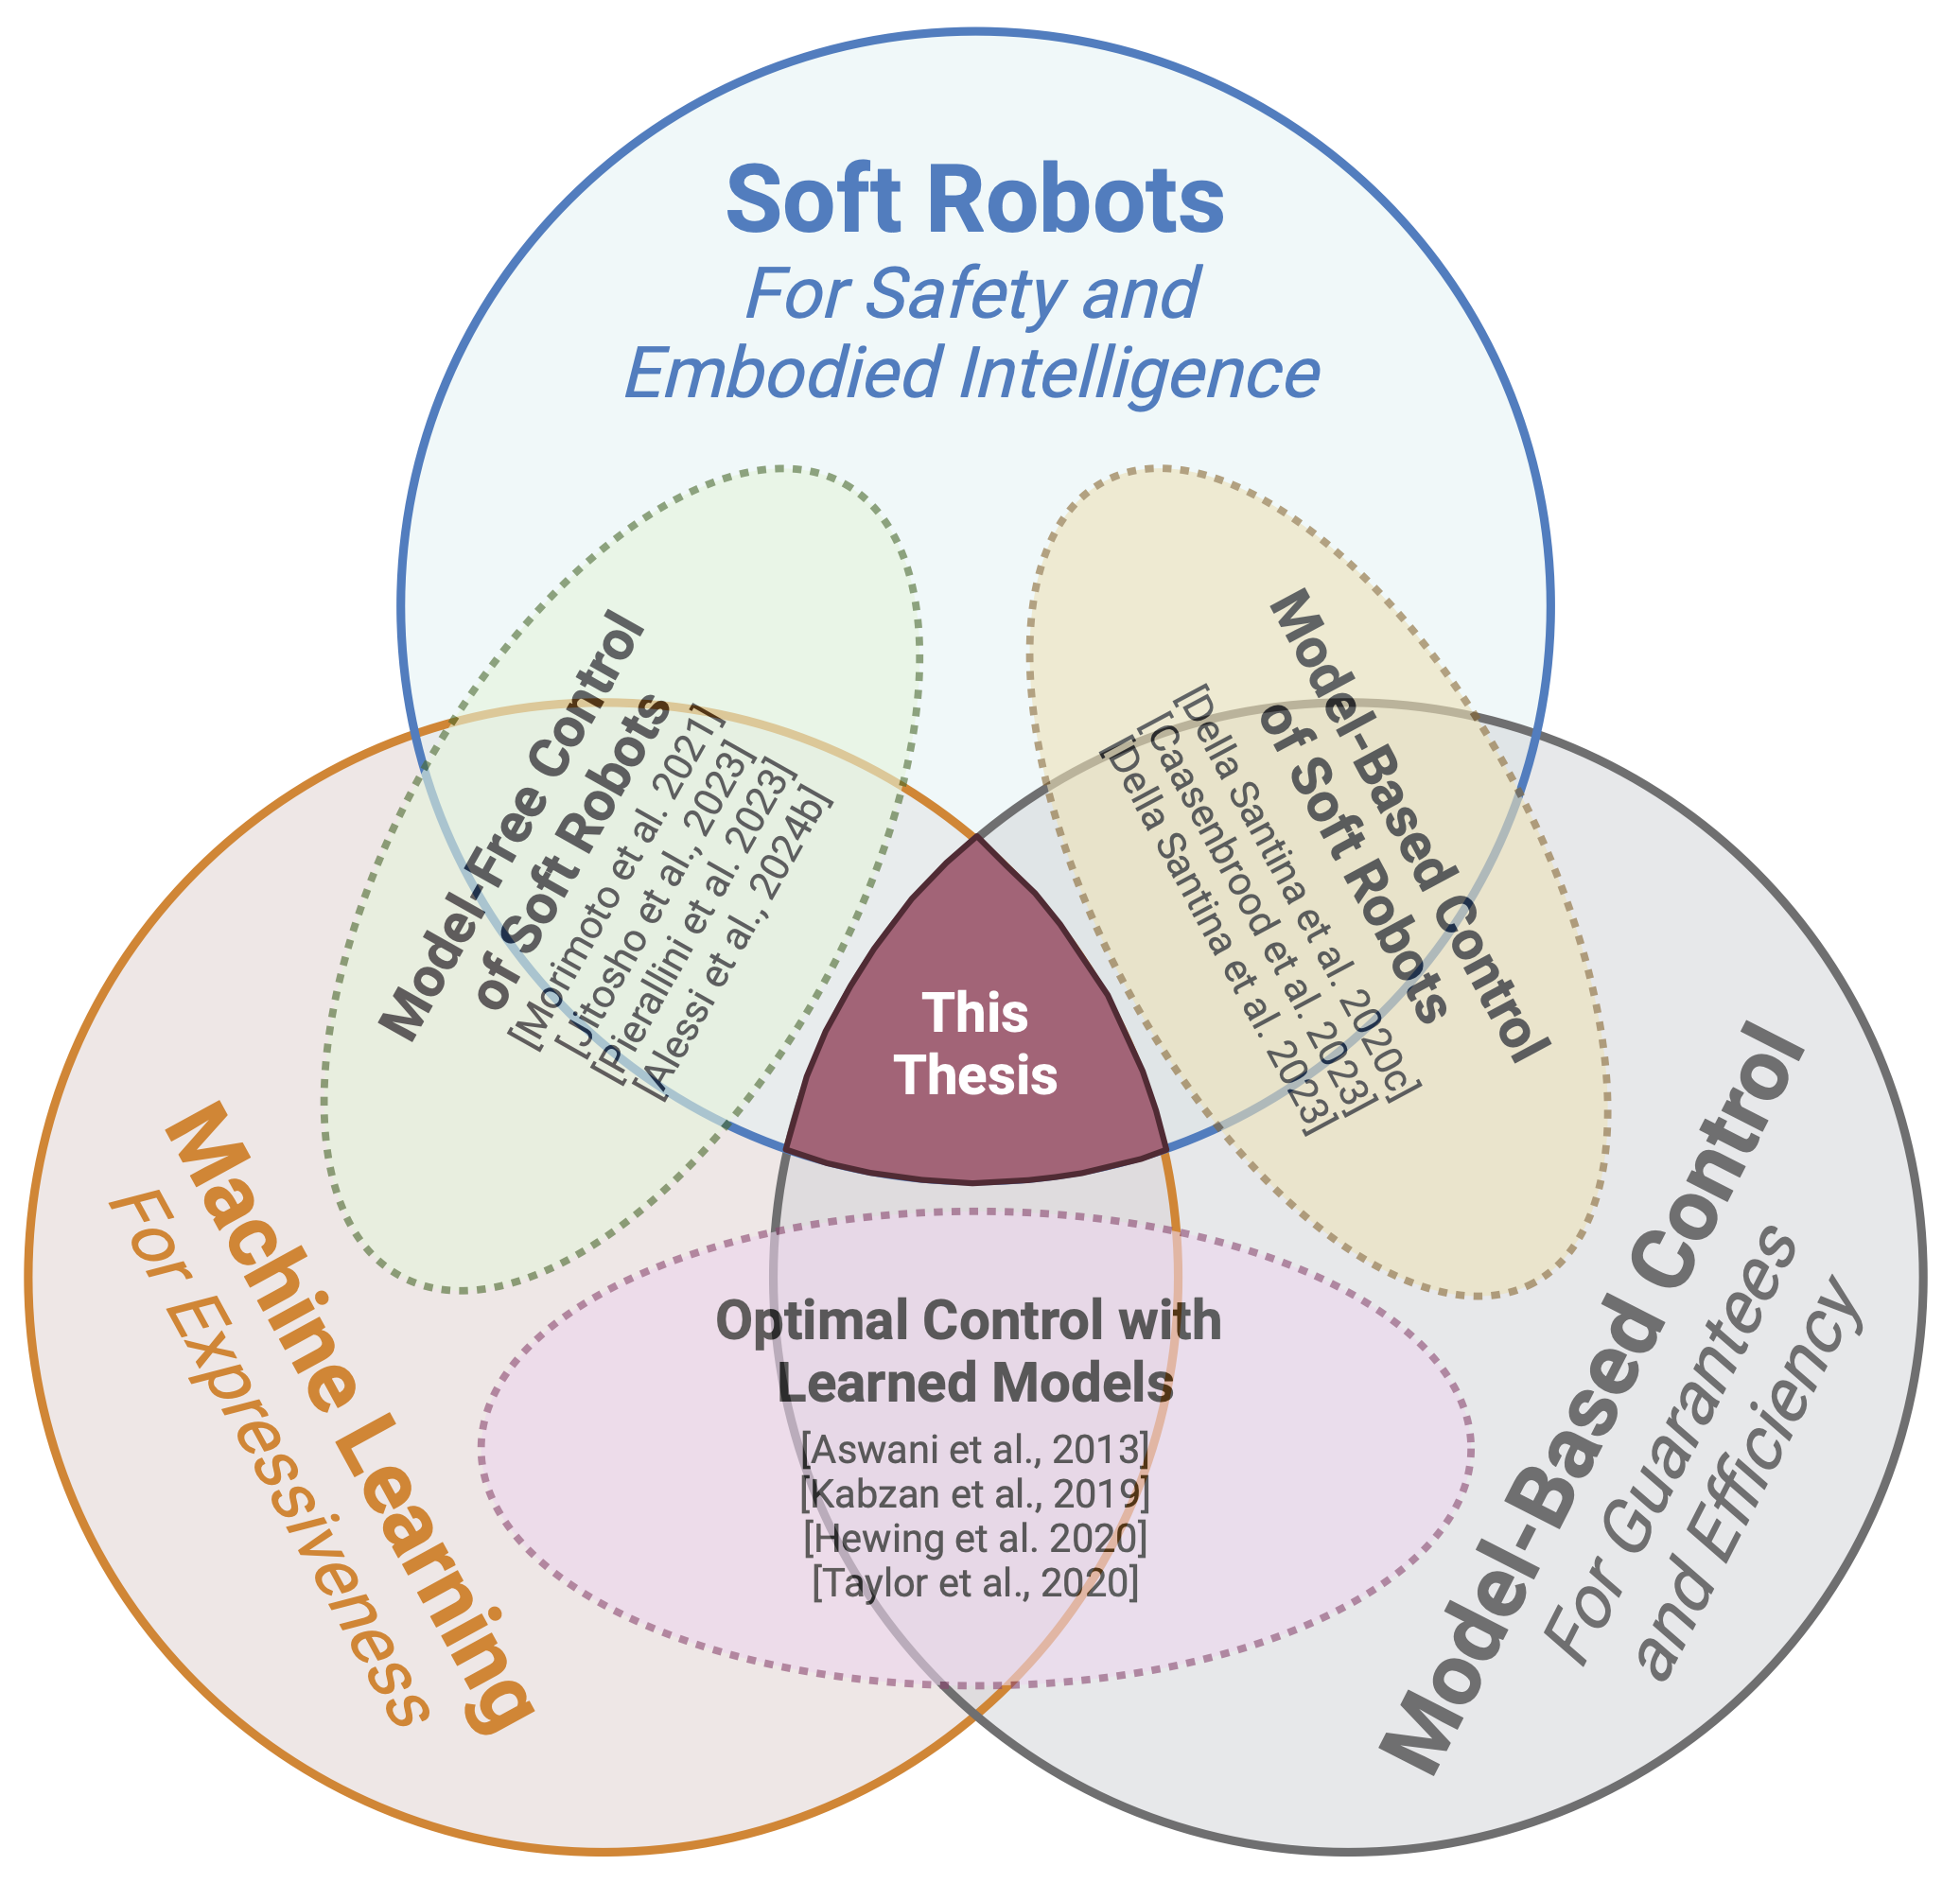 Soft Robots
For Safety and
Embodied Intelligence
Model-Free Control
of Soft Robots
[Morimoto et al. 2021]
[Jitosho et al., 2023]
[Pierallini et al. 2023]
[Alessi et al., 2024b]
Model-Based Control
of Soft Robots
[Della Santina et al. 2020c]
[Caasenbrood et al. 2023]
[Della Santina et al. 2023]
This
Thesis
Machine Learning
For Expressiveness
Optimal Control with
Learned Models
[Aswani et al., 2013]
[Kabzan et al., 2019]
[Hewing et al. 2020]
[Taylor et al., 2020]
Model-Based Control
For Guarantees
and Efficiency